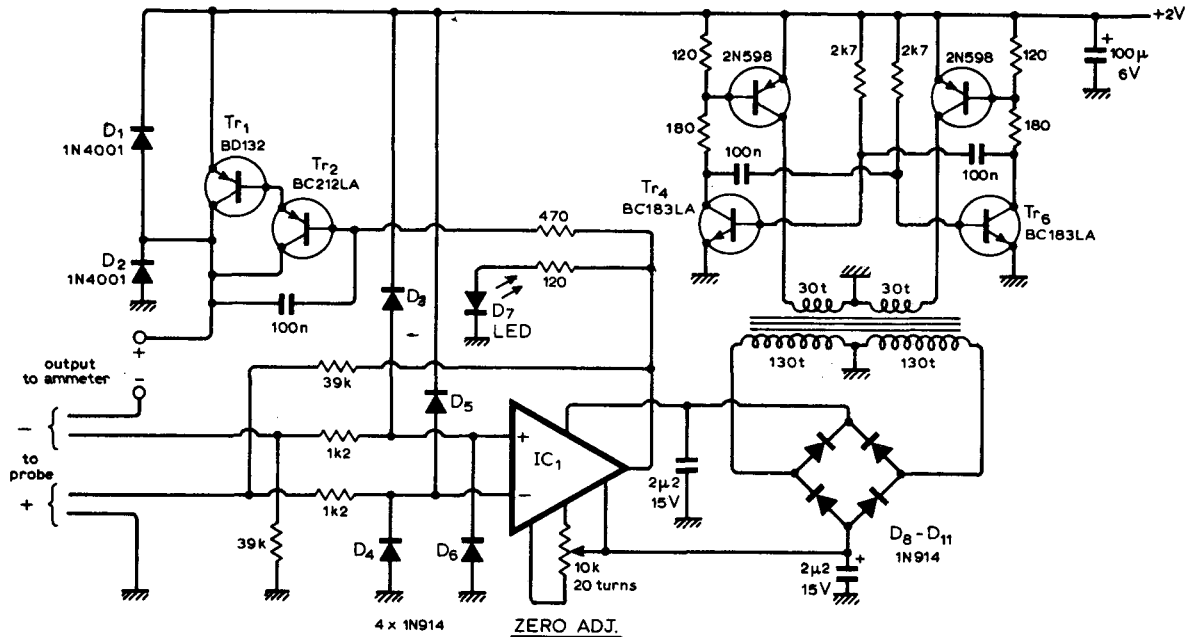 +2V
120
2N598
2k7
2k7
2N598
120
+
100µ
6V
D1
1N4001
Tr1
BD132
Tr2
BC212LA
180
180
100n
100n
Tr4
BC183LA
Tr6
BC183LA
470
D2
1N4001
120
D3
D7
LED
100n
30t
30t
+
-
output
to ammeter
130t
130t
39k
D5
-
+
1k2
IC1
to
probe
2µ2
15V
+
-
1k2
D8-D11
1N914
39k
D4
D6
10k
20 turns
+
2µ2
15V
4 x 1N914
ZERO ADJ.